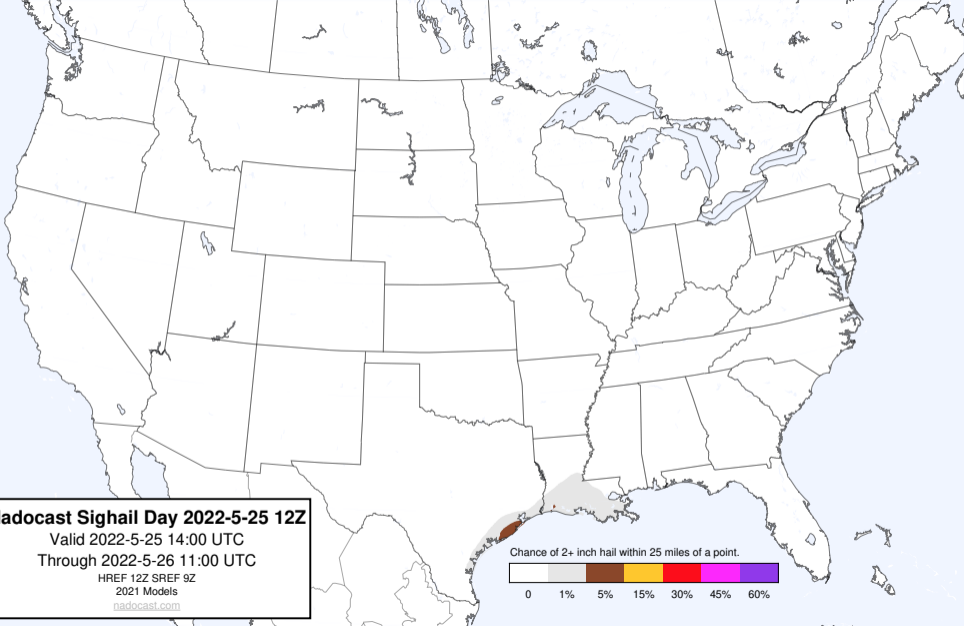 adocast Sighail Day 2022-5-25 12Z
Valid 2022-5-25 14:00 UTC
Through 2022-5-26 11:00 UTC
HREF 12Z SREF 9Z
2021 Models
nadocast.com
Chance of 2+ inch hail within 25 miles of a point.
0 1% 5% 15% 30% 45% 60%